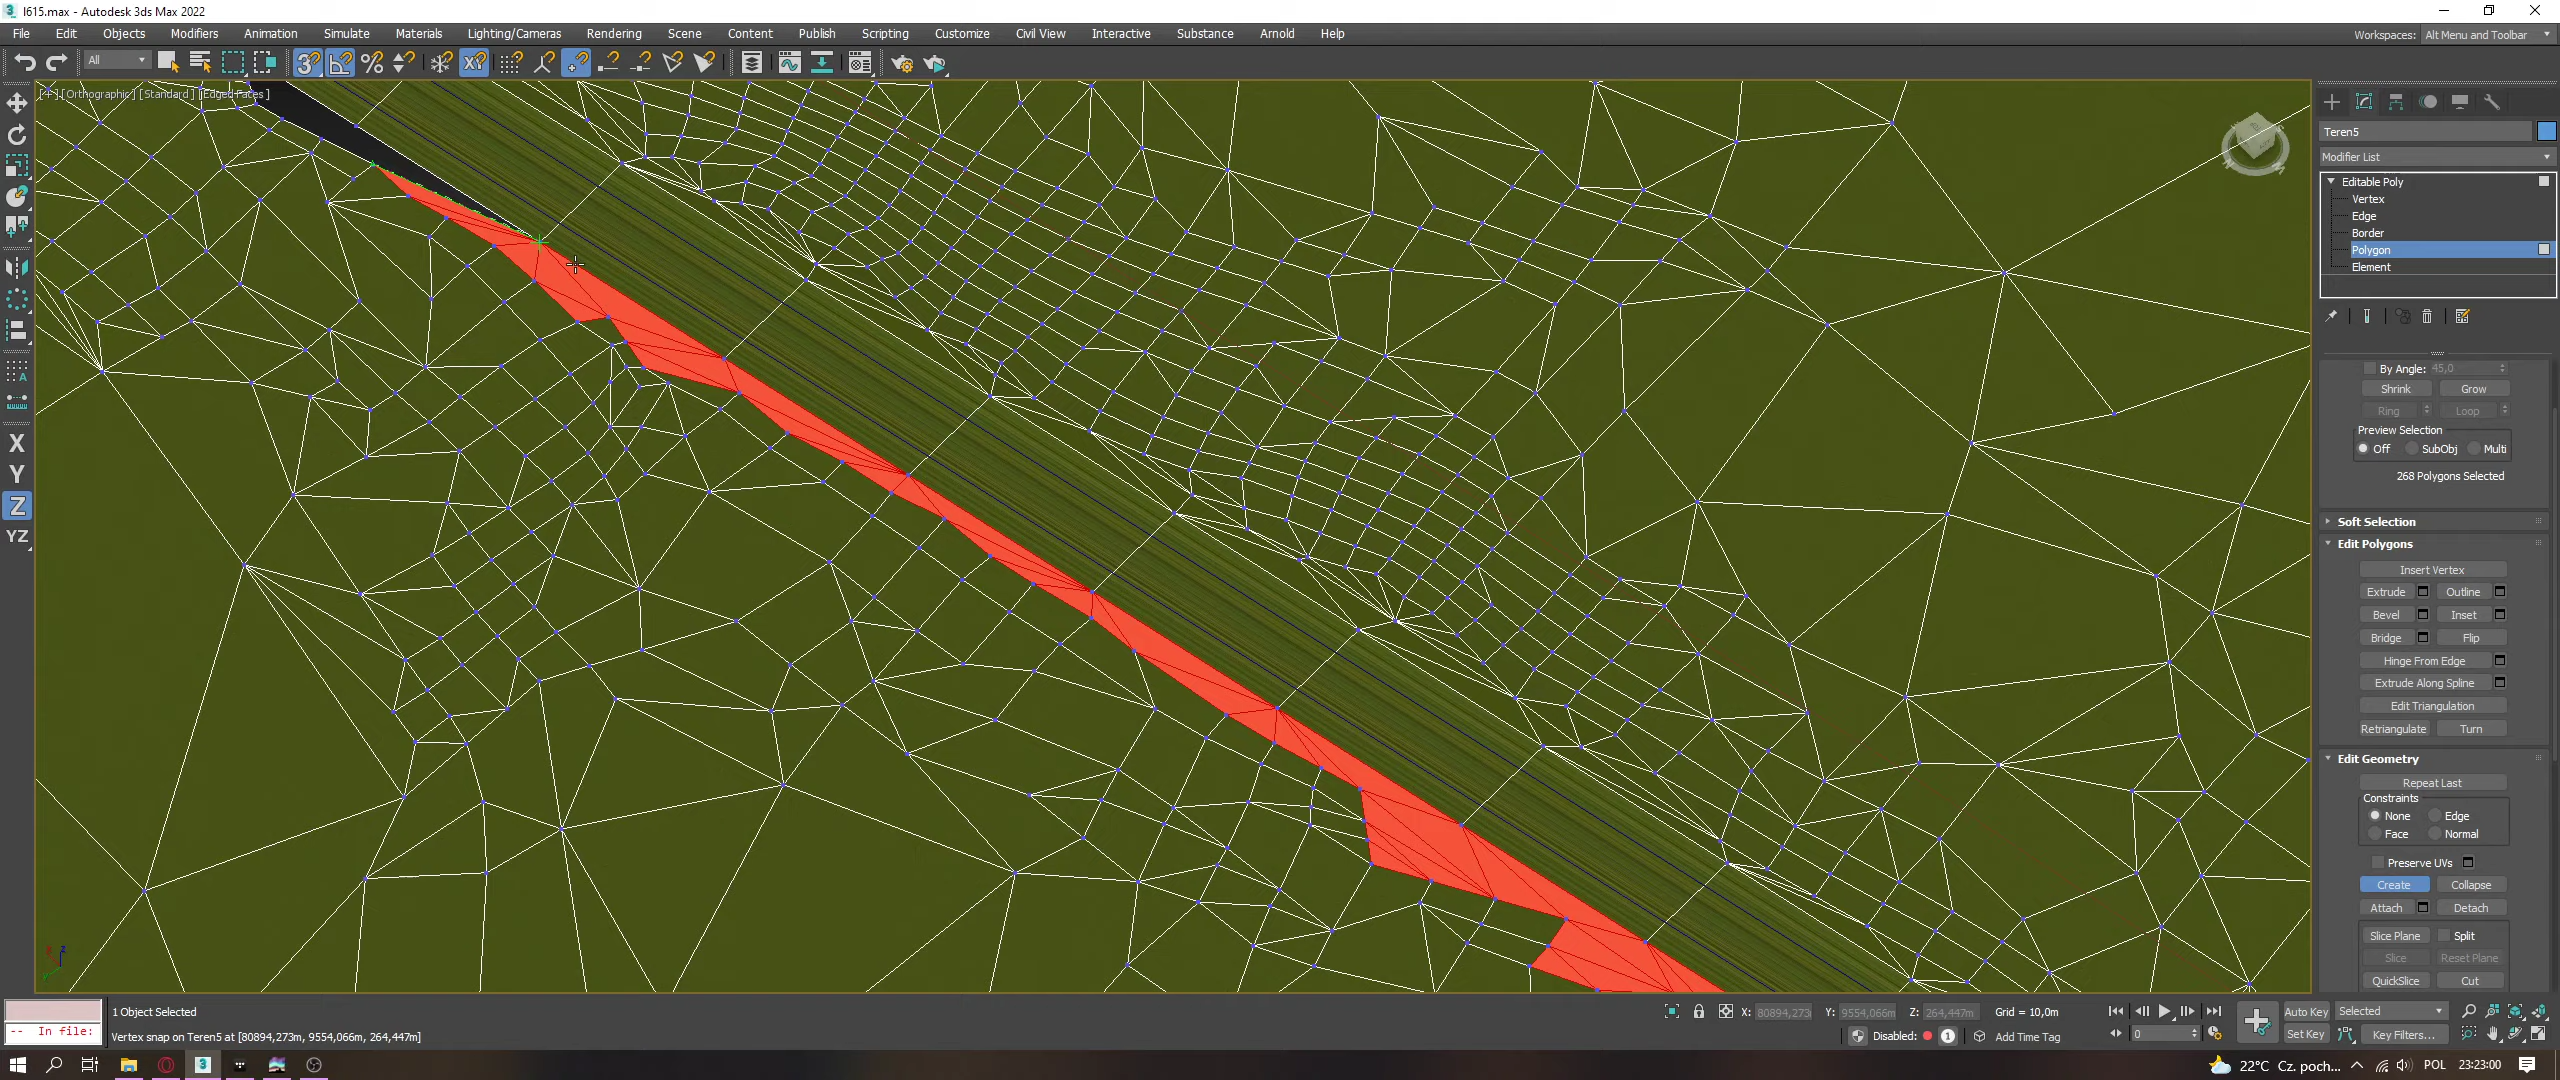 I615.max - Autodesk 3ds Max 2022
File Edit Objects Modifiers Animation Simulate Materials Lighting/Cameras Rendering Scene Content Publish Scripting Customize Civil View Interactive Substance Arnold Help
Workspaces: Alt Menu and Toolbar
All
[+] [Orthographic] [Standard] [Edged Faces]
X
Y
Z
YZ
Teren5
Modifier List
Editable Poly
Vertex
Edge
Border
Polygon
Element
By Angle: 45,0
Shrink Grow
Ring Loop
Preview Selection
Off SubObj Multi
268 Polygons Selected
Soft Selection
Edit Polygons
Insert Vertex
Extrude Outline
Bevel Inset
Bridge Flip
Hinge From Edge
Extrude Along Spline
Edit Triangulation
Retriangulate Turn
Edit Geometry
Repeat Last
Constraints
None Edge
Face Normal
Preserve UVs
Create Collapse
Attach Detach
Slice Plane Split
Slice Reset Plane
QuickSlice Cut
1 Object Selected
X: 80894,273 Y: 9554,066m Z: 264,447m Grid = 10,0m
Auto Key Selected
-- In file:
Vertex snap on Teren5 at [80894,273m, 9554,066m, 264,447m]
Disabled: 1 Add Time Tag
0
Set Key Key Filters...
22°C Cz. poch... POL 23:23:00